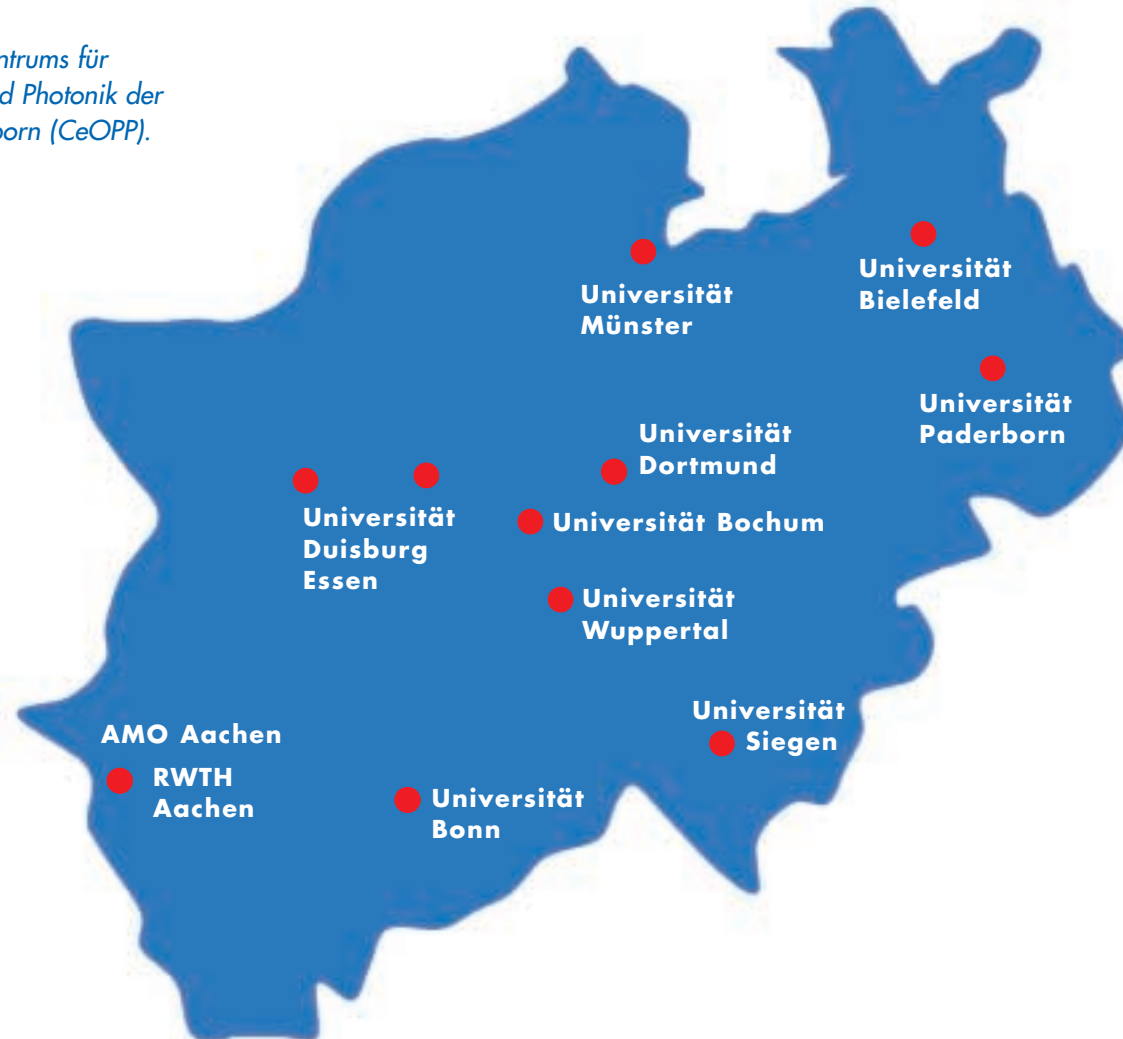 ntrums für
d Photonik der
born (CeOPP).
Universität
Münster
Universität
Bielefeld
Universität
Paderborn
Universität
Dortmund
Universität
Duisburg
Essen
Universität Bochum
Universität
Wuppertal
AMO Aachen
RWTH
Aachen
Universität
Siegen
Universität
Bonn